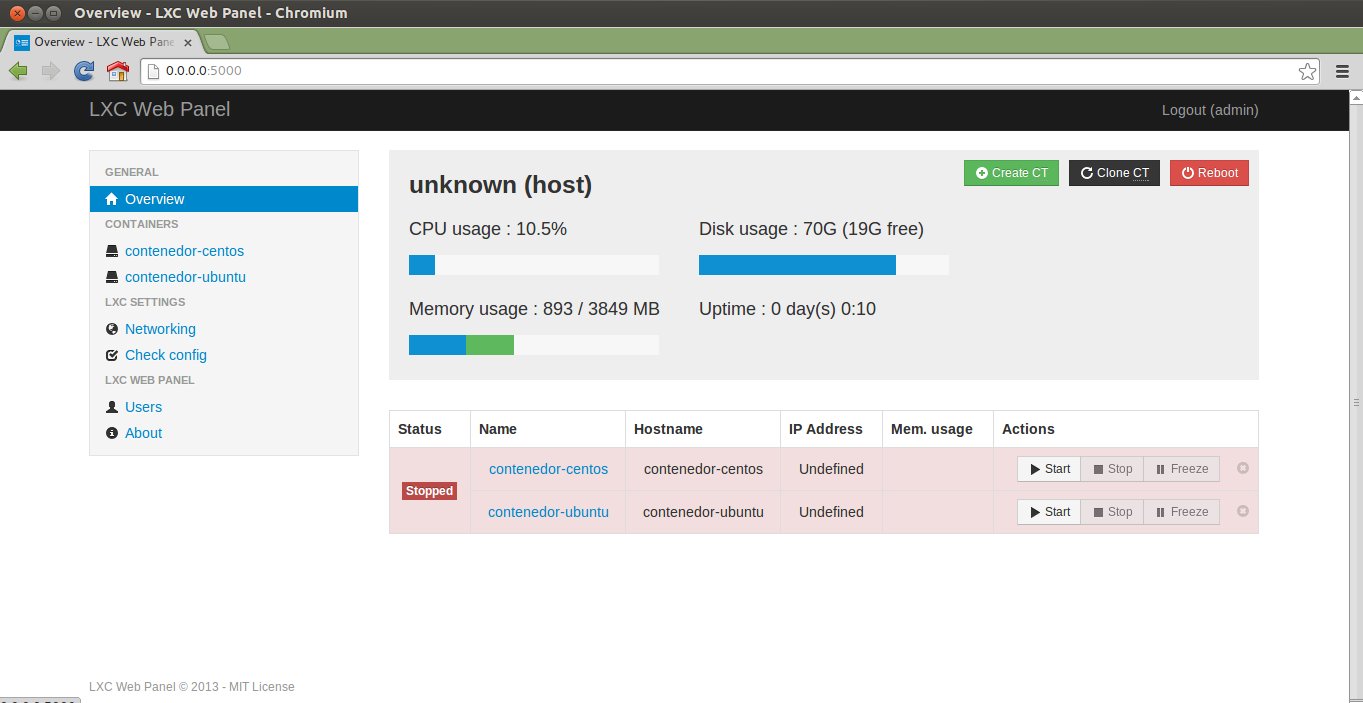 Overview - LXC Web Panel - Chromium
Overview - LXC Web Pane
0.0.0.0:5000
LXC Web Panel
Logout (admin)
GENERAL
Overview
CONTAINERS
contenedor-centos
contenedor-ubuntu
LXC SETTINGS
Networking
Check config
LXC WEB PANEL
Users
About
unknown (host)
Create CT
Clone CT
Reboot
CPU usage : 10.5%
Disk usage : 70G (19G free)
Memory usage : 893 / 3849 MB
Uptime : 0 day(s) 0:10
Status Name Hostname IP Address Mem. usage Actions
Stopped
contenedor-centos contenedor-centos Undefined Start Stop Freeze
contenedor-ubuntu contenedor-ubuntu Undefined Start Stop Freeze
LXC Web Panel © 2013 - MIT License